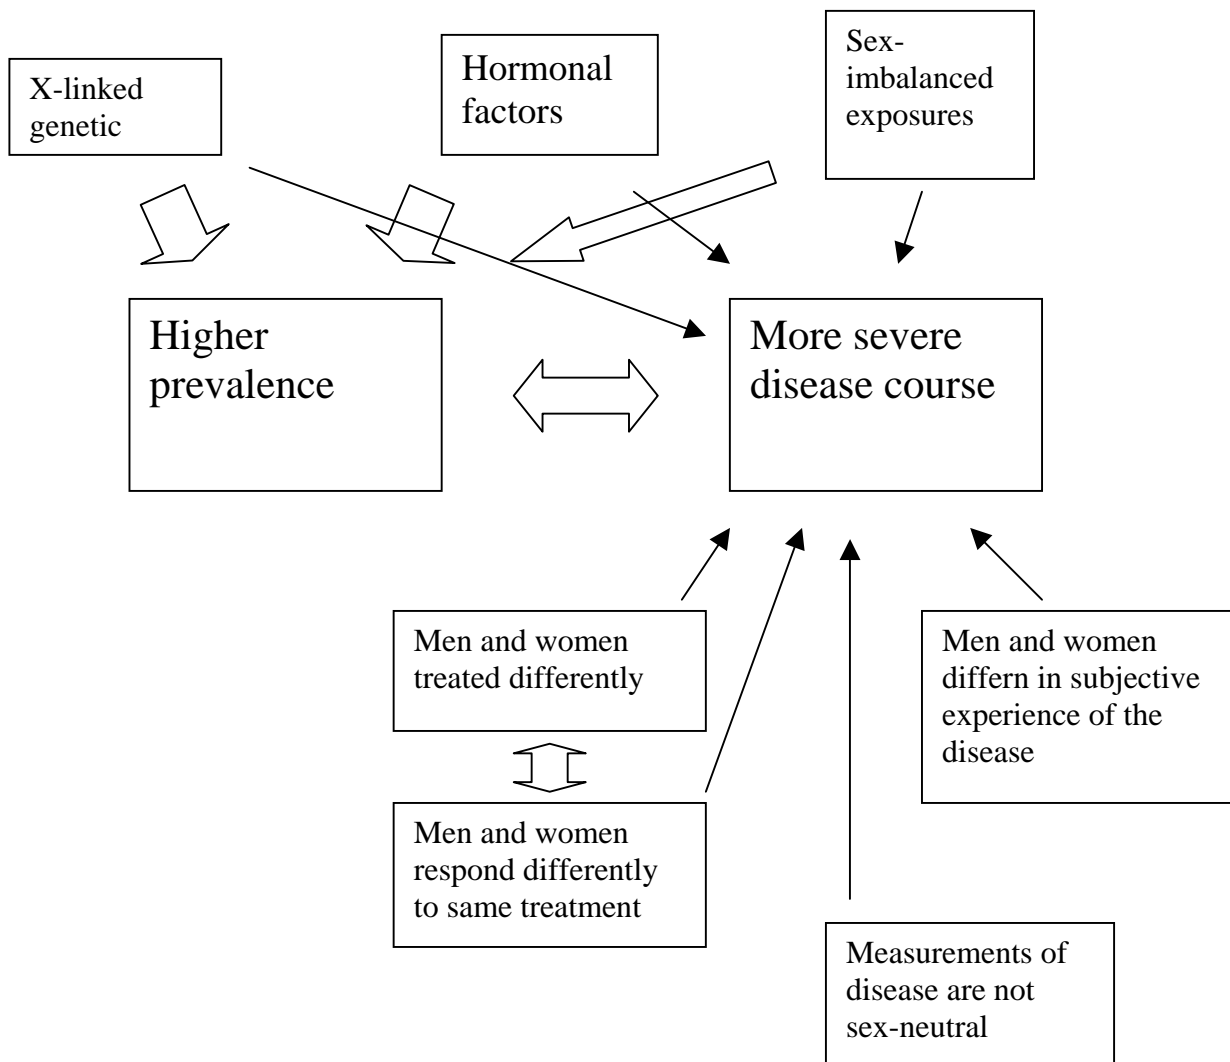 X-linked
genetic
Hormonal
factors
Sex-
imbalanced
exposures
Higher
prevalence
More severe
disease course
Men and women
treated differently
Men and women
differn in subjective
experience of the
disease
Men and women
respond differently
to same treatment
Measurements of
disease are not
sex-neutral